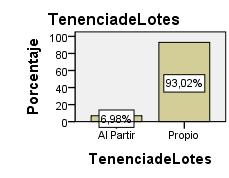 TenenciadeLotes
Porcentaje
100
80
60
40
20
0
6,98%
93,02%
Al Partir
Propio
TenenciadeLotes